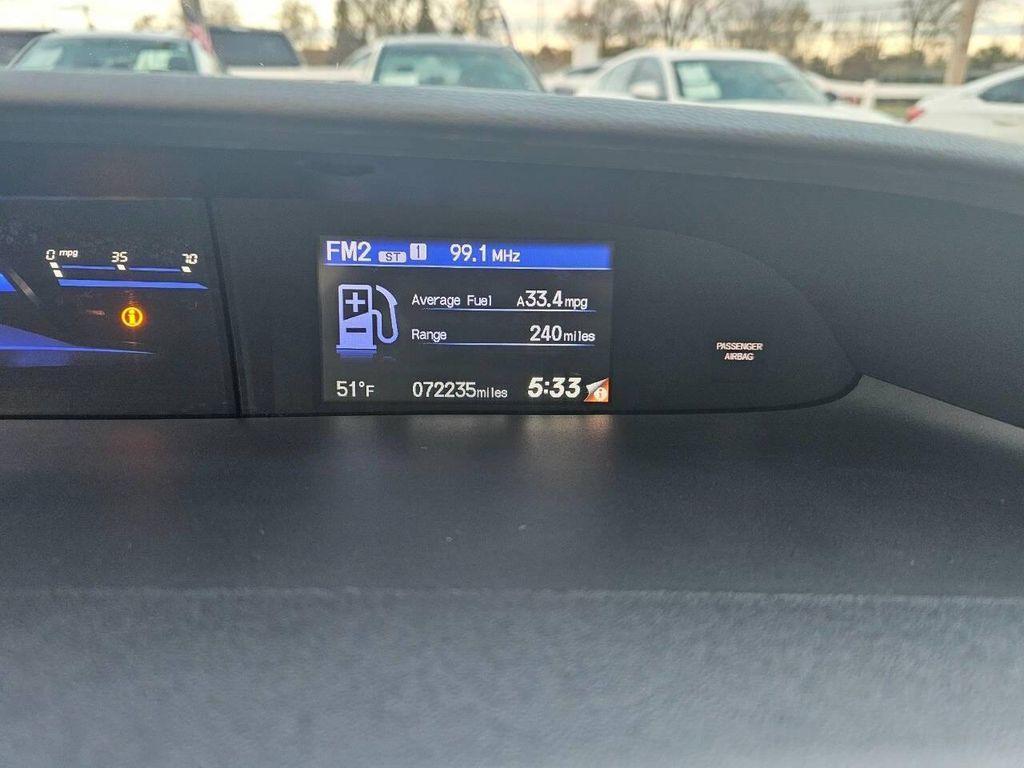 0 mpg 35 70
FM2 ST 1 99.1 MHz
Average Fuel A33.4mpg
Range 240miles
51°F 072235miles 5:33 i
i
PASSENGER
AIRBAG